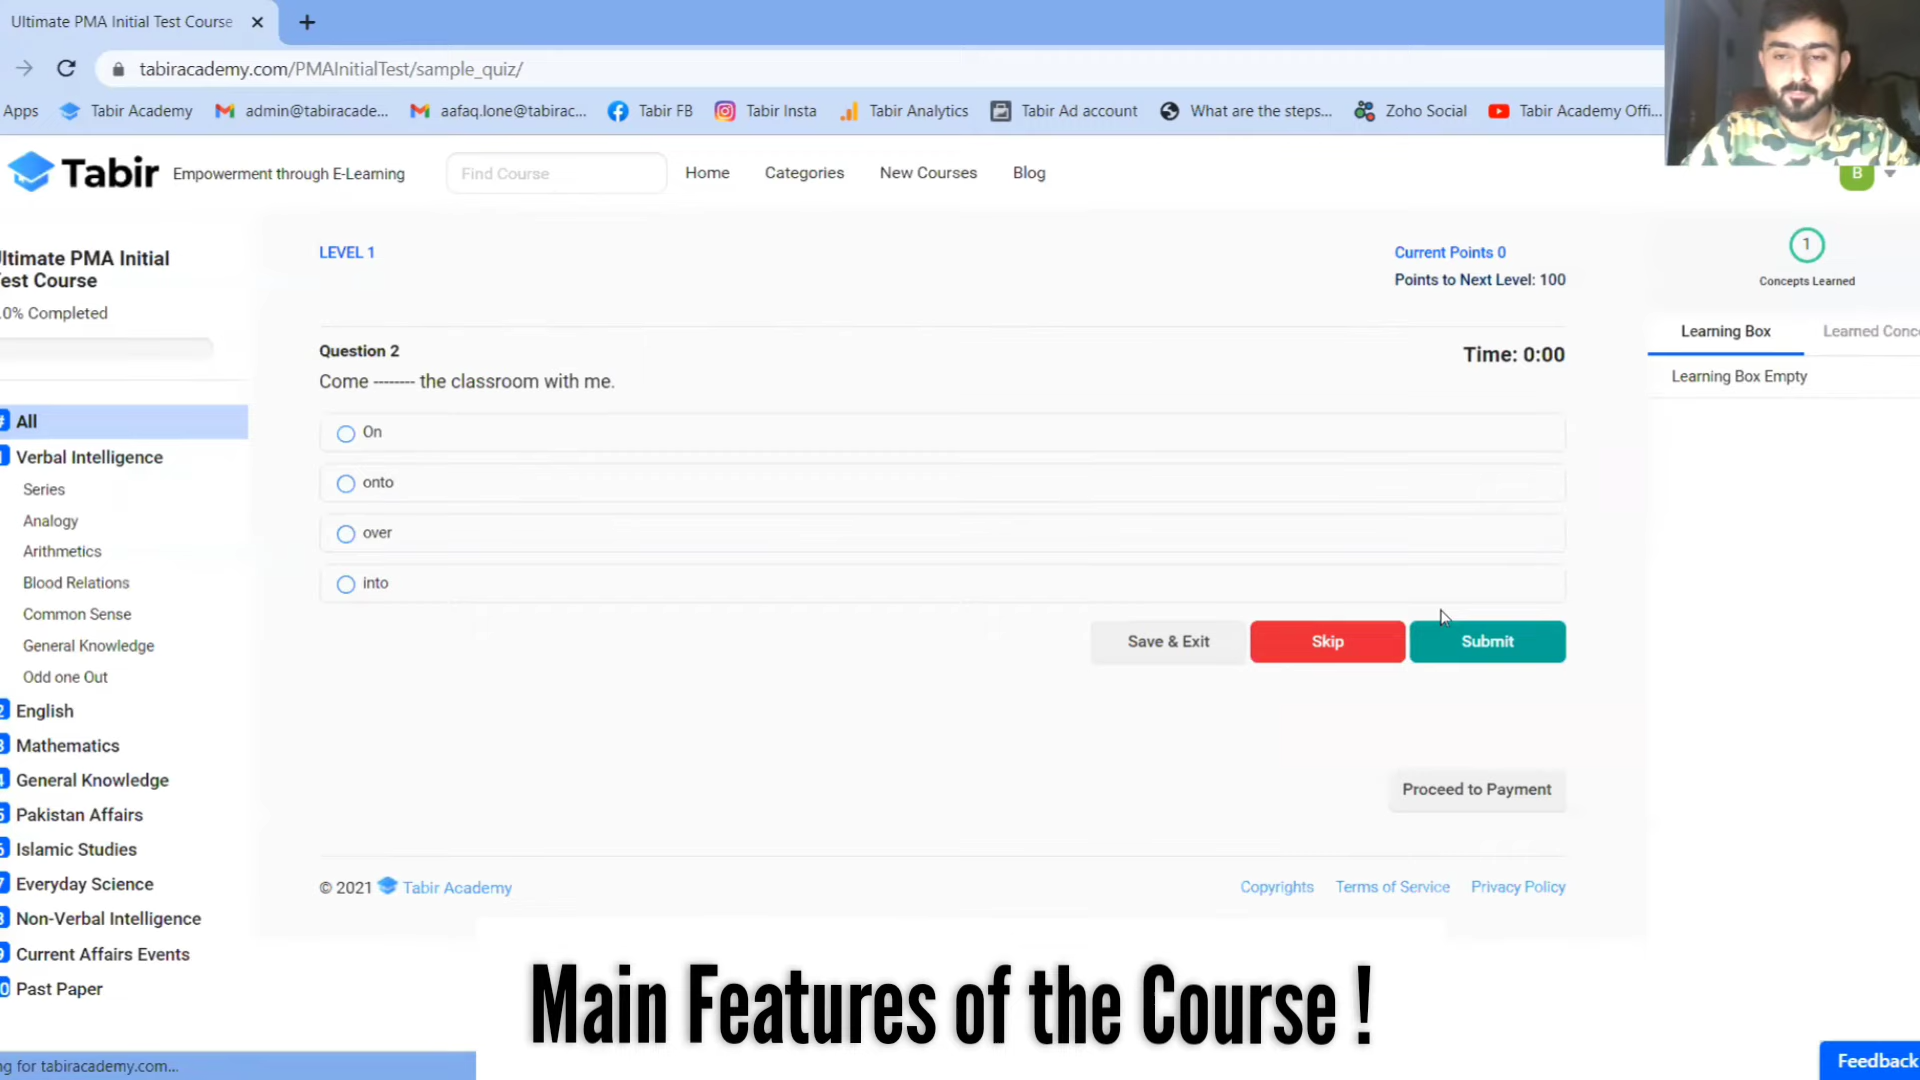 Ultimate PMA Initial Test Course
tabiracademy.com/PMAInitialTest/sample_quiz/
Apps
Tabir Academy
admin@tabiracade...
aafaq.lone@tabirac...
Tabir FB
Tabir Insta
Tabir Analytics
Tabir Ad account
What are the steps...
Zoho Social
Tabir Academy Offi...
Tabir
Empowerment through E-Learning
Find Course
Home
Categories
New Courses
Blog
B
ltimate PMA Initial
est Course
.0% Completed
All
Verbal Intelligence
Series
Analogy
Arithmetics
Blood Relations
Common Sense
General Knowledge
Odd one Out
English
Mathematics
General Knowledge
Pakistan Affairs
Islamic Studies
Everyday Science
Non-Verbal Intelligence
Current Affairs Events
Past Paper
LEVEL 1
Current Points 0
Points to Next Level: 100
Question 2
Time: 0:00
Come -------- the classroom with me.
On
onto
over
into
Save & Exit
Skip
Submit
Proceed to Payment
© 2021 Tabir Academy
Copyrights
Terms of Service
Privacy Policy
1
Concepts Learned
Learning Box
Learned Conc
Learning Box Empty
Main Features of the Course !
ng for tabiracademy.com...
Feedback